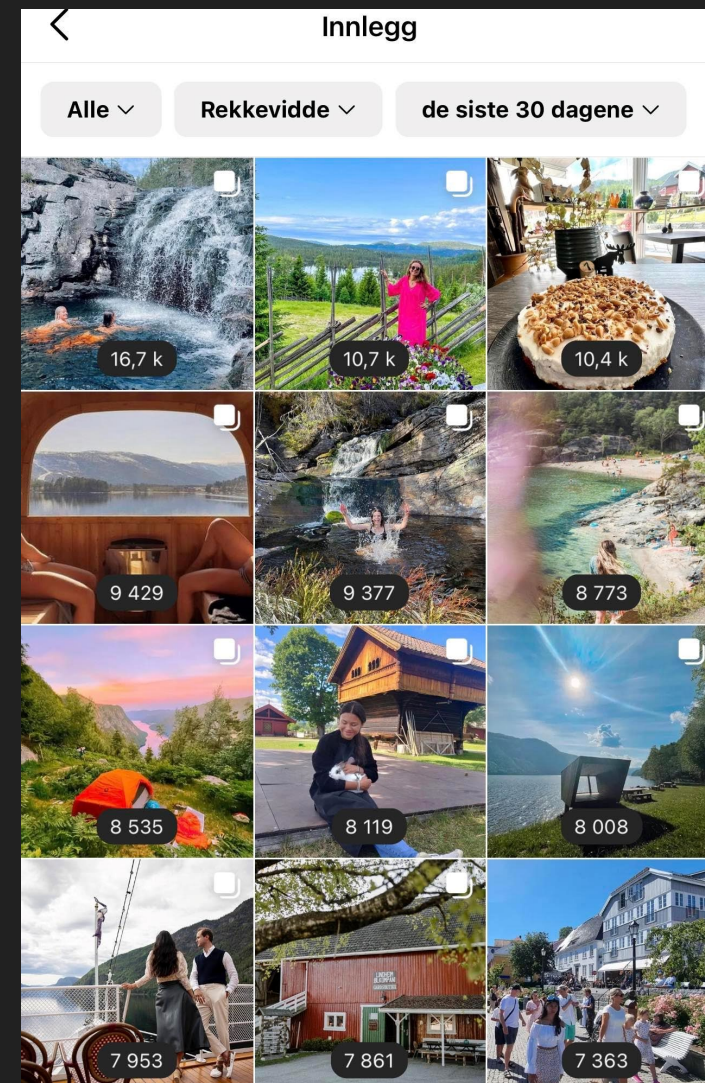 Innlegg
Alle
Rekkevidde
de siste 30 dagene
16,7 k
10,7 k
10,4 k
9 429
9 377
8 773
8 535
8 119
8 008
7 953
7 861
7 363